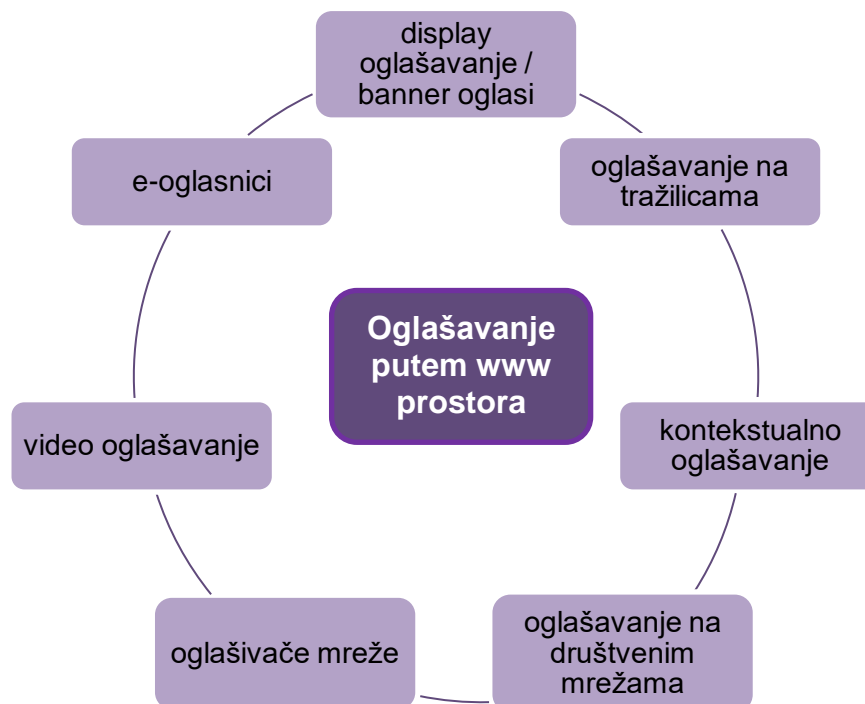 display
oglašavanje /
banner oglasi
e-oglasnici
oglašavanje na
tražilicama
Oglašavanje
putem www
prostora
video oglašavanje
kontekstualno
oglašavanje
oglašivače mreže
oglašavanje na
društvenim
mrežama